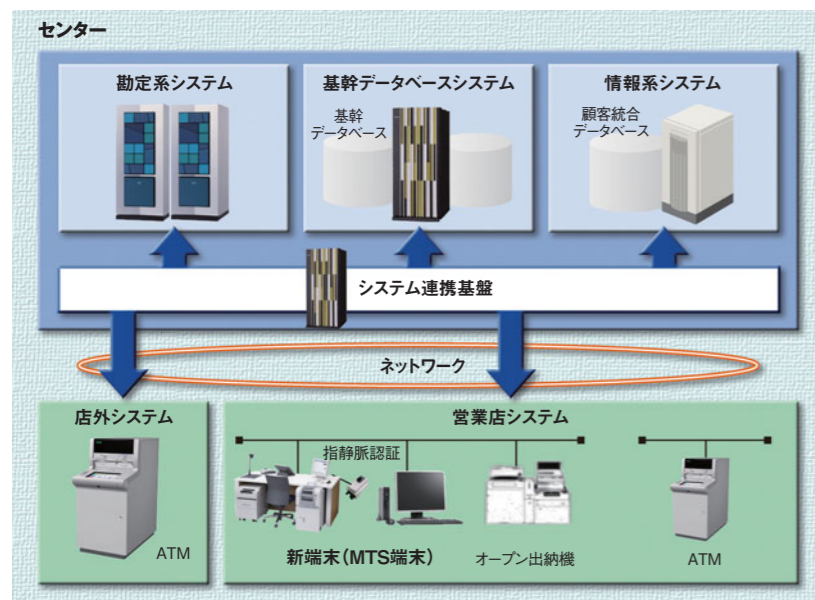 センター
勘定系システム
基幹データベースシステム
情報系システム
基幹
データベース
顧客統合
データベース
システム連携基盤
ネットワーク
店外システム
営業店システム
指静脈認証
ATM
新端末(MTS端末)
オープン出納機
ATM